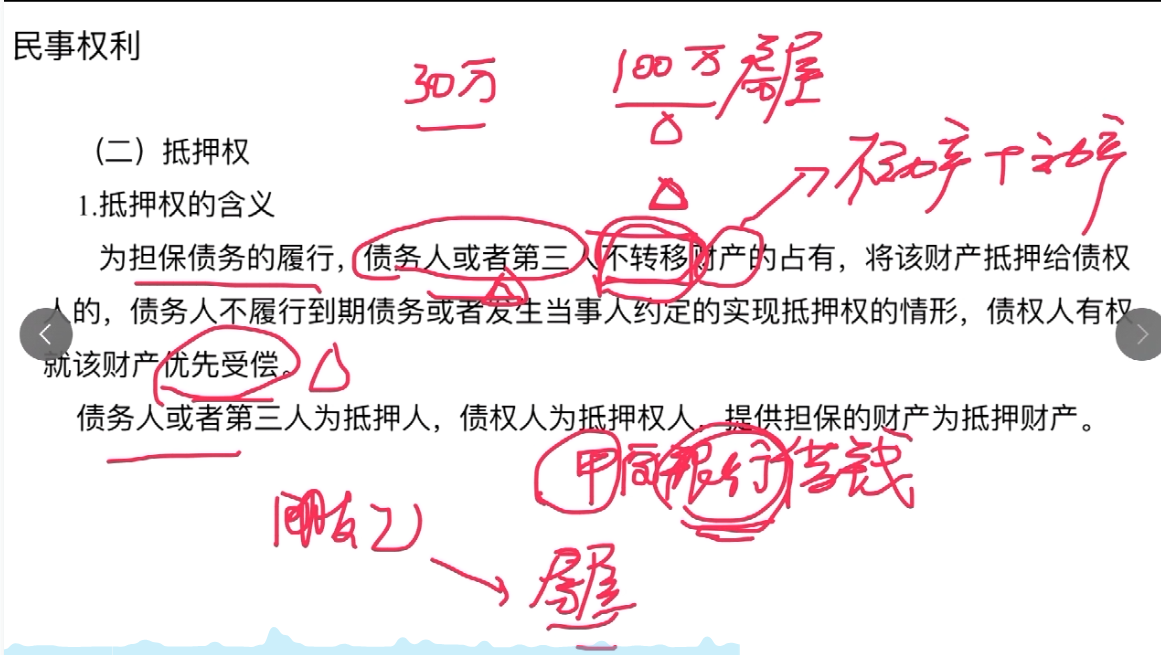 民事权利
30万
100万 房屋
(二)抵押权
不动产+动产
1.抵押权的含义
为担保债务的履行，债务人或者第三人不转移财产的占有，将该财产抵押给债权
人的，债务人不履行到期债务或者发生当事人约定的实现抵押权的情形，债权人有权
就该财产优先受偿。
债务人或者第三人为抵押人，债权人为抵押权人，提供担保的财产为抵押财产。
甲向银行借钱
朋友乙
房屋